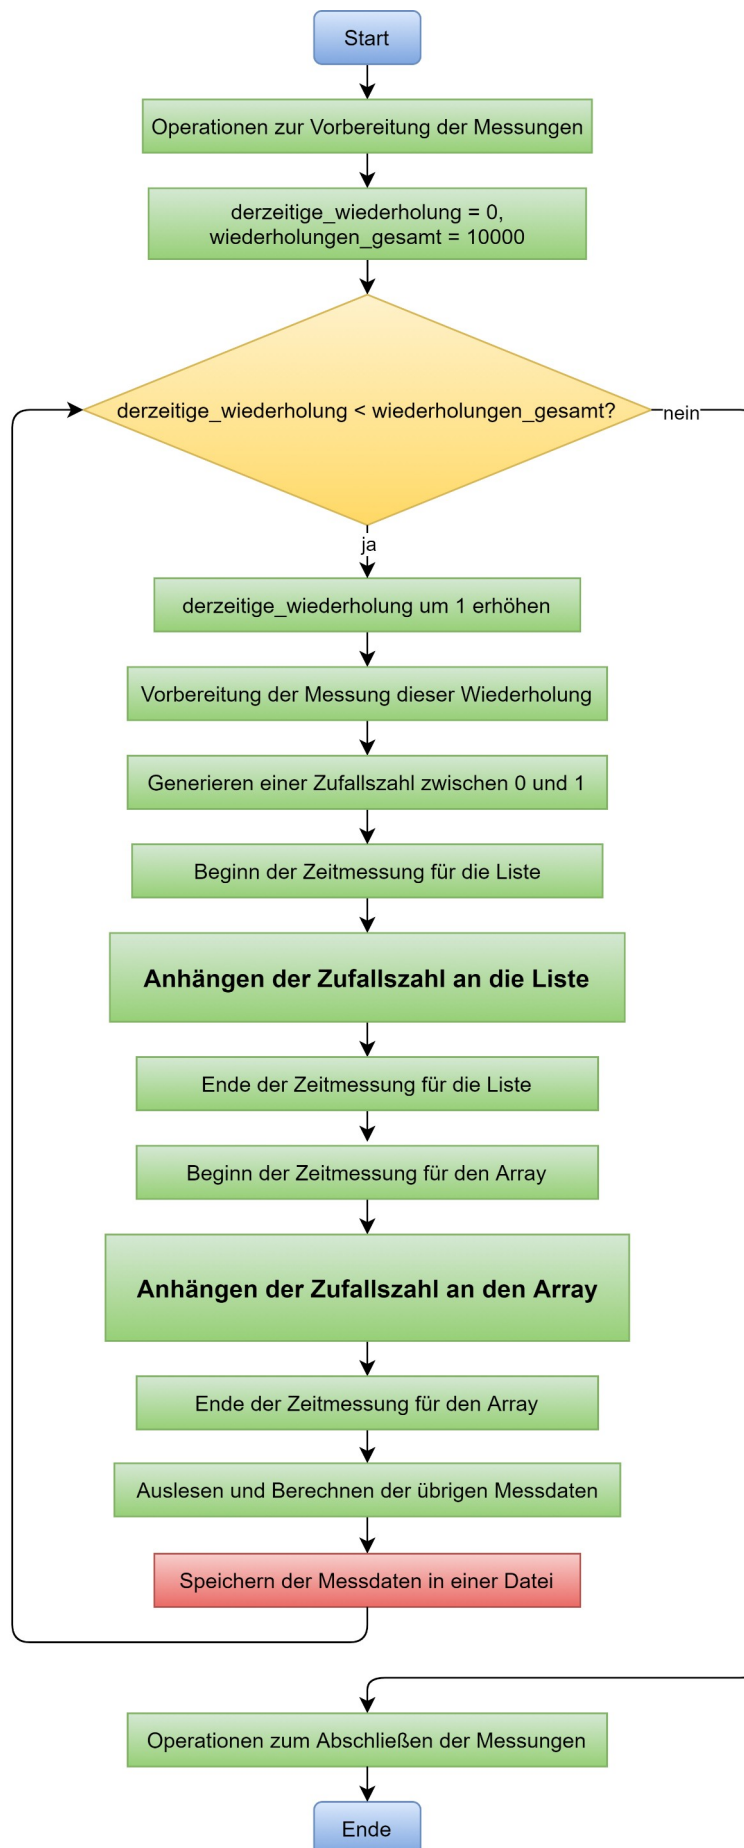 Start
Operationen zur Vorbereitung der Messungen
derzeitige_wiederholung = 0,
wiederholungen_gesamt = 10000
derzeitige_wiederholung < wiederholungen_gesamt?
nein
ja
derzeitige_wiederholung um 1 erhöhen
Vorbereitung der Messung dieser Wiederholung
Generieren einer Zufallszahl zwischen 0 und 1
Beginn der Zeitmessung für die Liste
Anhängen der Zufallszahl an die Liste
Ende der Zeitmessung für die Liste
Beginn der Zeitmessung für den Array
Anhängen der Zufallszahl an den Array
Ende der Zeitmessung für den Array
Auslesen und Berechnen der übrigen Messdaten
Speichern der Messdaten in einer Datei
Operationen zum Abschließen der Messungen
Ende